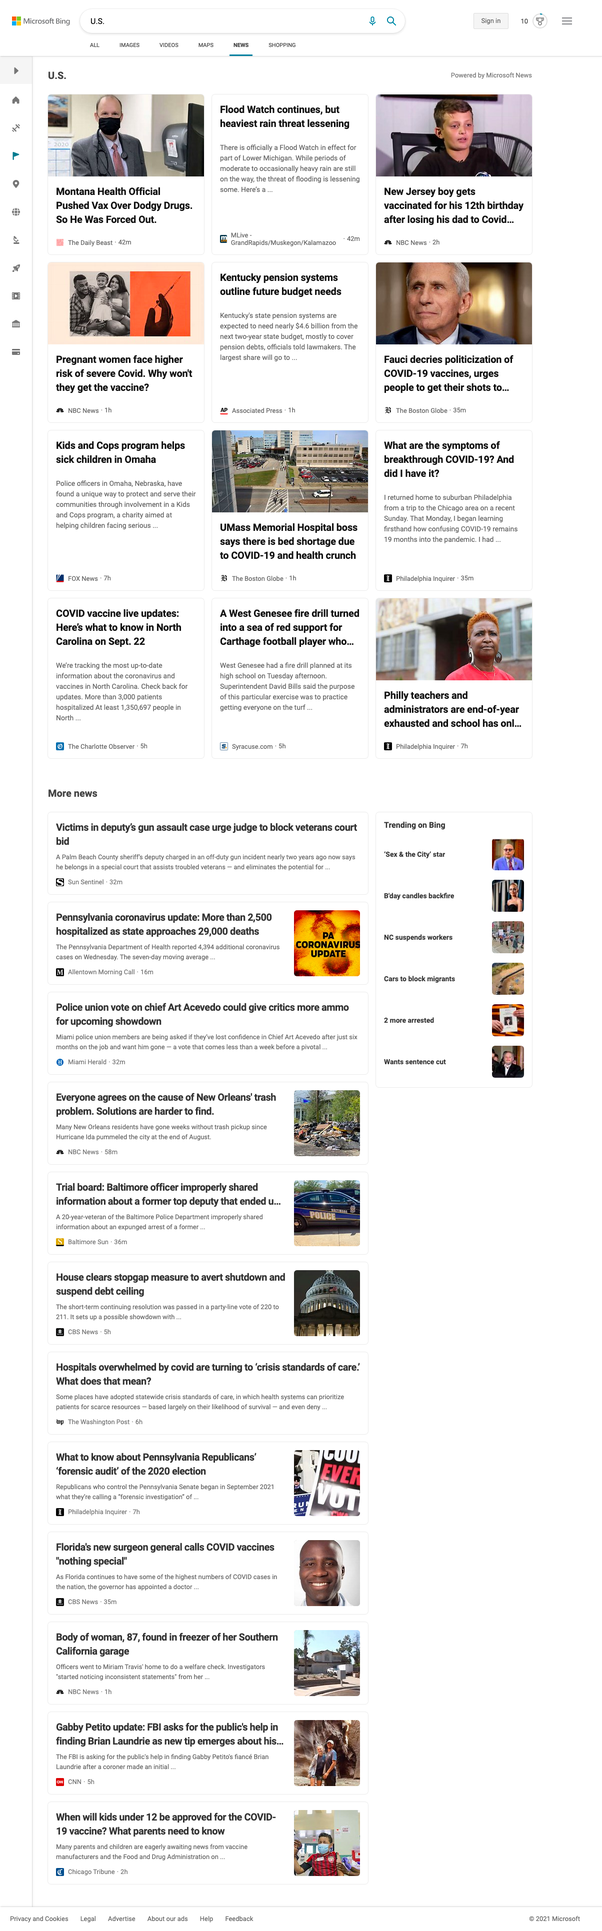 Microsoft Bing
U.S.
Sign in
10
ALL
IMAGES
VIDEOS
MAPS
NEWS
SHOPPING
U.S.
Powered by Microsoft News
Montana Health Official
Pushed Vax Over Dodgy Drugs.
So He Was Forced Out.
The Daily Beast · 42m
Flood Watch continues, but
heaviest rain threat lessening
There is officially a Flood Watch in effect for
part of Lower Michigan. While periods of
moderate to occasionally heavy rain are still
on the way, the threat of flooding is lessening
some. Here's a ...
MLive -
GrandRapids/Muskegon/Kalamazoo · 42m
New Jersey boy gets
vaccinated for his 12th birthday
after losing his dad to Covid...
NBC News · 2h
Pregnant women face higher
risk of severe Covid. Why won't
they get the vaccine?
NBC News · 1h
Kentucky pension systems
outline future budget needs
Kentucky's state pension systems are
expected to need nearly $4.6 billion from the
next two-year state budget, mostly to cover
pension debts, officials told lawmakers. The
largest share will go to ...
AP
Associated Press · 1h
Fauci decries politicization of
COVID-19 vaccines, urges
people to get their shots to...
The Boston Globe · 35m
Kids and Cops program helps
sick children in Omaha
Police officers in Omaha, Nebraska, have
found a unique way to protect and serve their
communities through involvement in a Kids
and Cops program, a charity aimed at
helping children facing serious ...
FOX News · 7h
UMass Memorial Hospital boss
says there is bed shortage due
to COVID-19 and health crunch
The Boston Globe · 1h
What are the symptoms of
breakthrough COVID-19? And
did I have it?
I returned home to suburban Philadelphia
from a trip to the Chicago area on a recent
Sunday. That Monday, I began learning
firsthand how confusing COVID-19 remains
19 months into the pandemic. I had ...
Philadelphia Inquirer · 35m
COVID vaccine live updates:
Here's what to know in North
Carolina on Sept. 22
We're tracking the most up-to-date
information about the coronavirus and
vaccines in North Carolina. Check back for
updates. More than 3,000 patients
hospitalized At least 1,350,697 people in
North ...
The Charlotte Observer · 5h
A West Genesee fire drill turned
into a sea of red support for
Carthage football player who...
West Genesee had a fire drill planned at its
high school on Tuesday afternoon.
Superintendent David Bills said the purpose
of this particular exercise was to practice
getting everyone on the turf ...
Syracuse.com · 5h
Philly teachers and
administrators are end-of-year
exhausted and school has onl...
Philadelphia Inquirer · 7h
More news
Victims in deputy's gun assault case urge judge to block veterans court
bid
A Palm Beach County sheriff's deputy charged in an off-duty gun incident nearly two years ago now says
he belongs in a special court that assists troubled veterans — and eliminates the potential for ...
Sun Sentinel · 32m
Pennsylvania coronavirus update: More than 2,500
hospitalized as state approaches 29,000 deaths
The Pennsylvania Department of Health reported 4,394 additional coronavirus
cases on Wednesday. The seven-day moving average ...
Allentown Morning Call · 16m
PA
CORONAVIRUS
UPDATE
Police union vote on chief Art Acevedo could give critics more ammo
for upcoming showdown
Miami police union members are being asked if they've lost confidence in Chief Art Acevedo after just six
months on the job and want him gone — a vote that comes less than a week before a pivotal ...
Miami Herald · 32m
Everyone agrees on the cause of New Orleans' trash
problem. Solutions are harder to find.
Many New Orleans residents have gone weeks without trash pickup since
Hurricane Ida pummeled the city at the end of August.
NBC News · 58m
Trial board: Baltimore officer improperly shared
information about a former top deputy that ended u...
A 20-year-veteran of the Baltimore Police Department improperly shared
information about an expunged arrest of a former ...
Baltimore Sun · 36m
POLICE
House clears stopgap measure to avert shutdown and
suspend debt ceiling
The short-term continuing resolution was passed in a party-line vote of 220 to
211. It sets up a possible showdown with ...
CBS News · 5h
Hospitals overwhelmed by covid are turning to 'crisis standards of care.'
What does that mean?
Some places have adopted statewide crisis standards of care, in which health systems can prioritize
patients for scarce resources — based largely on their likelihood of survival — and even deny ...
wp
The Washington Post · 6h
What to know about Pennsylvania Republicans'
'forensic audit' of the 2020 election
Republicans who control the Pennsylvania Senate began in September 2021
what they're calling a "forensic investigation" of ...
Philadelphia Inquirer · 7h
Florida's new surgeon general calls COVID vaccines
"nothing special"
As Florida continues to have some of the highest numbers of COVID cases in
the nation, the governor has appointed a doctor ...
CBS News · 35m
Body of woman, 87, found in freezer of her Southern
California garage
Officers went to Miriam Travis' home to do a welfare check. Investigators
"started noticing inconsistent statements" from her ...
NBC News · 1h
Gabby Petito update: FBI asks for the public's help in
finding Brian Laundrie as new tip emerges about his...
The FBI is asking for the public's help in finding Gabby Petito's fiancé Brian
Laundrie after a coroner made an initial ...
CNN · 5h
When will kids under 12 be approved for the COVID-
19 vaccine? What parents need to know
Many parents and children are eagerly awaiting news from vaccine
manufacturers and the Food and Drug Administration on ...
Chicago Tribune · 2h
Trending on Bing
'Sex & the City' star
B'day candles backfire
NC suspends workers
Cars to block migrants
2 more arrested
Wants sentence cut
Privacy and Cookies
Legal
Advertise
About our ads
Help
Feedback
© 2021 Microsoft